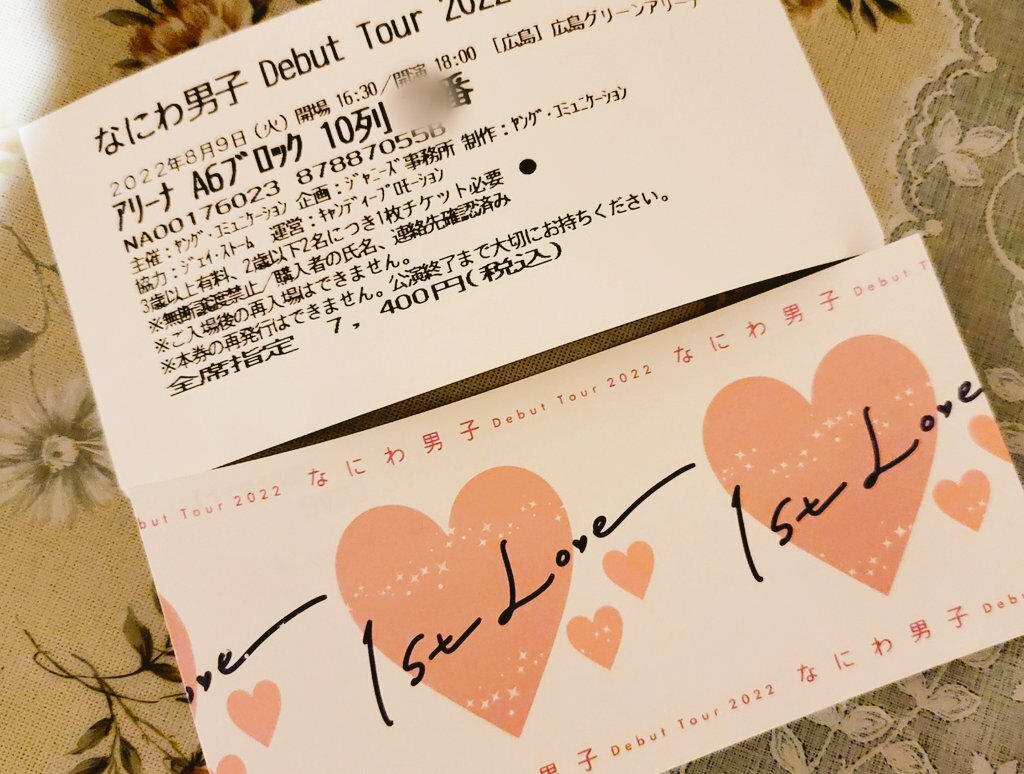 なにわ男子 Debut Tour 2022
2022年8月9日(火) 開場 16:30／開演 18:00 [広島] 広島グリーンアリーナ
アリーナ A6ブロック 10列 番
NA00176023 878870555B
主催:ﾔﾝｸﾞ･ｺﾐｭﾆｹｰｼｮﾝ 企画:ジャニーズ事務所 制作:ﾔﾝｸﾞ･ｺﾐｭﾆｹｰｼｮﾝ
協力:ｼﾞｪｲ･ｽﾄｰﾑ 運営:ｷｬﾝﾃﾞｨｰﾌﾟﾛﾓｰｼｮﾝ
3歳以上有料、2歳以下2名につき1枚チケット必要 ●
※無断譲渡禁止／購入者の氏名、連絡先確認済み
※ご入場後の再入場はできません。
※本券の再発行はできません。公演終了まで大切にお持ちください。
全席指定 7,400円(税込)
but Tour 2022 なにわ男子 Debut Tour 2022 なにわ男子 Debut T
ove 1st Love 1st Love
男子 Debut Tour 2022 なにわ男子 Debu